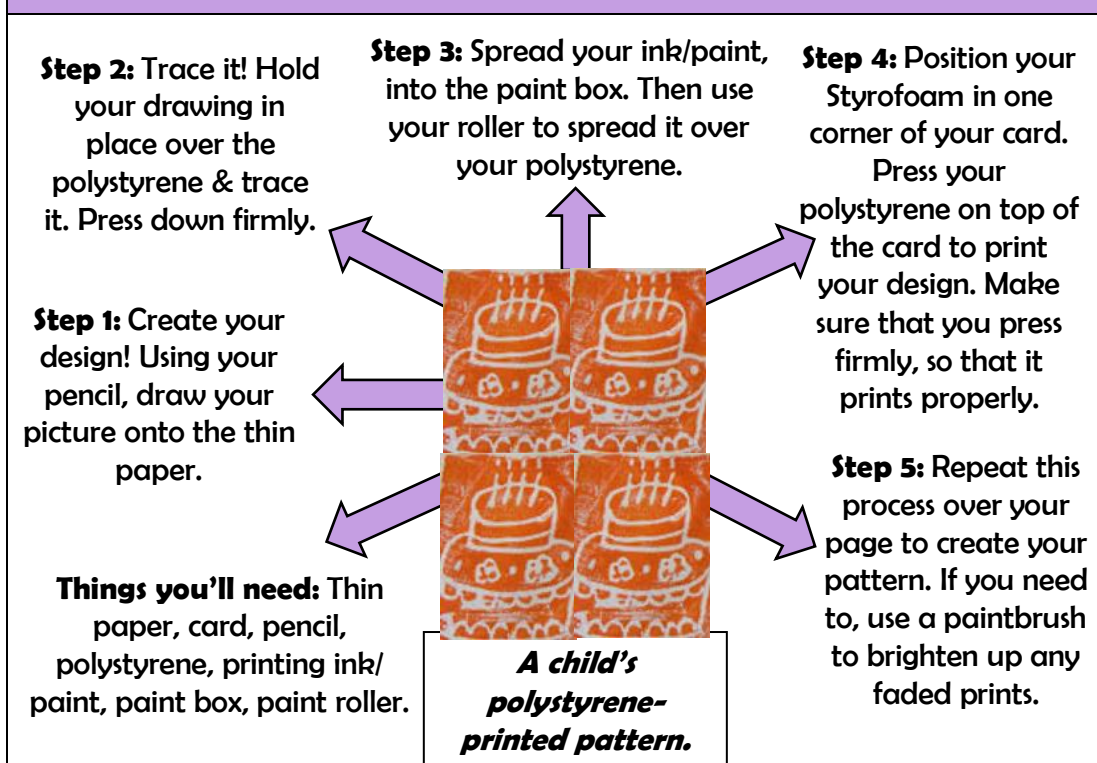 Step 2: Trace it! Hold
your drawing in
place over the
polystyrene & trace
it. Press down firmly.
Step 3: Spread your ink/paint,
into the paint box. Then use
your roller to spread it over
your polystyrene.
Step 4: Position your
Styrofoam in one
corner of your card.
Press your
polystyrene on top of
the card to print
your design. Make
sure that you press
firmly, so that it
prints properly.
Step 1: Create your
design! Using your
pencil, draw your
picture onto the thin
paper.
Step 5: Repeat this
process over your
page to create your
pattern. If you need
to, use a paintbrush
to brighten up any
faded prints.
Things you'll need: Thin
paper, card, pencil,
polystyrene, printing ink/
paint, paint box, paint roller.
A child's
polystyrene-
printed pattern.